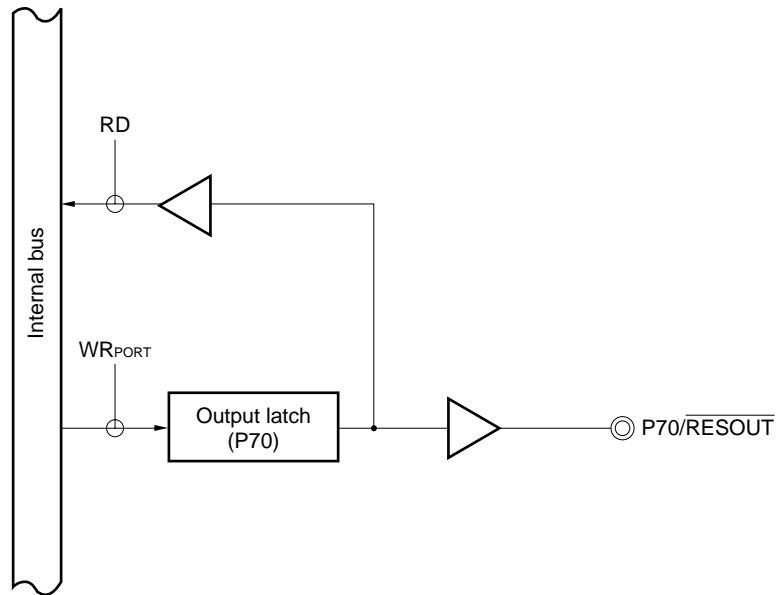 RD
Internal bus
WRPORT
Output latch
(P70)
P70/RESOUT